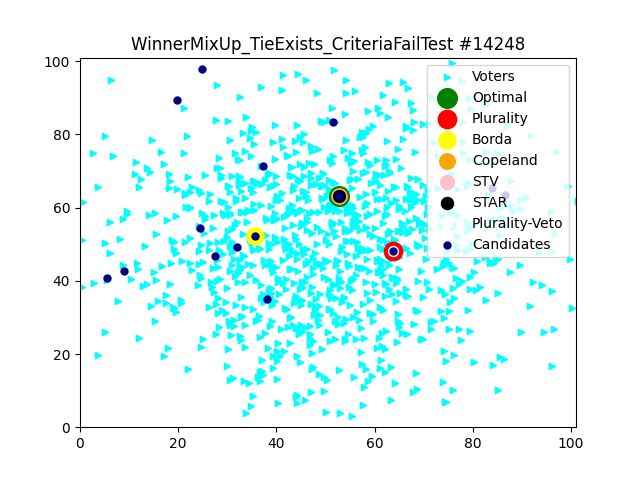 WinnerMixUp_TieExists_CriteriaFailTest #14248
100
80
60
40
20
0
0
20
40
60
80
100
Voters
Optimal
Plurality
Borda
Copeland
STV
STAR
Plurality-Veto
Candidates